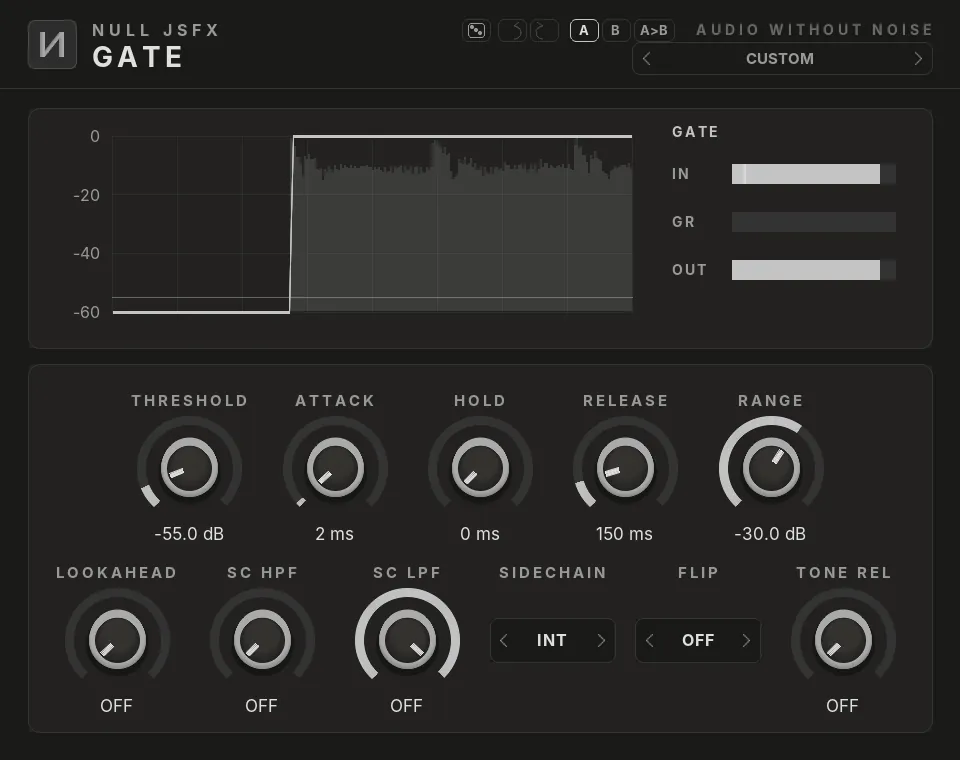 NULL JSFX
GATE
A B A>B
AUDIO WITHOUT NOISE
CUSTOM
0
-20
-40
-60
GATE
IN
GR
OUT
THRESHOLD ATTACK HOLD RELEASE RANGE
-55.0 dB 2 ms 0 ms 150 ms -30.0 dB
LOOKAHEAD SC HPF SC LPF SIDECHAIN FLIP TONE REL
INT OFF
OFF OFF OFF OFF